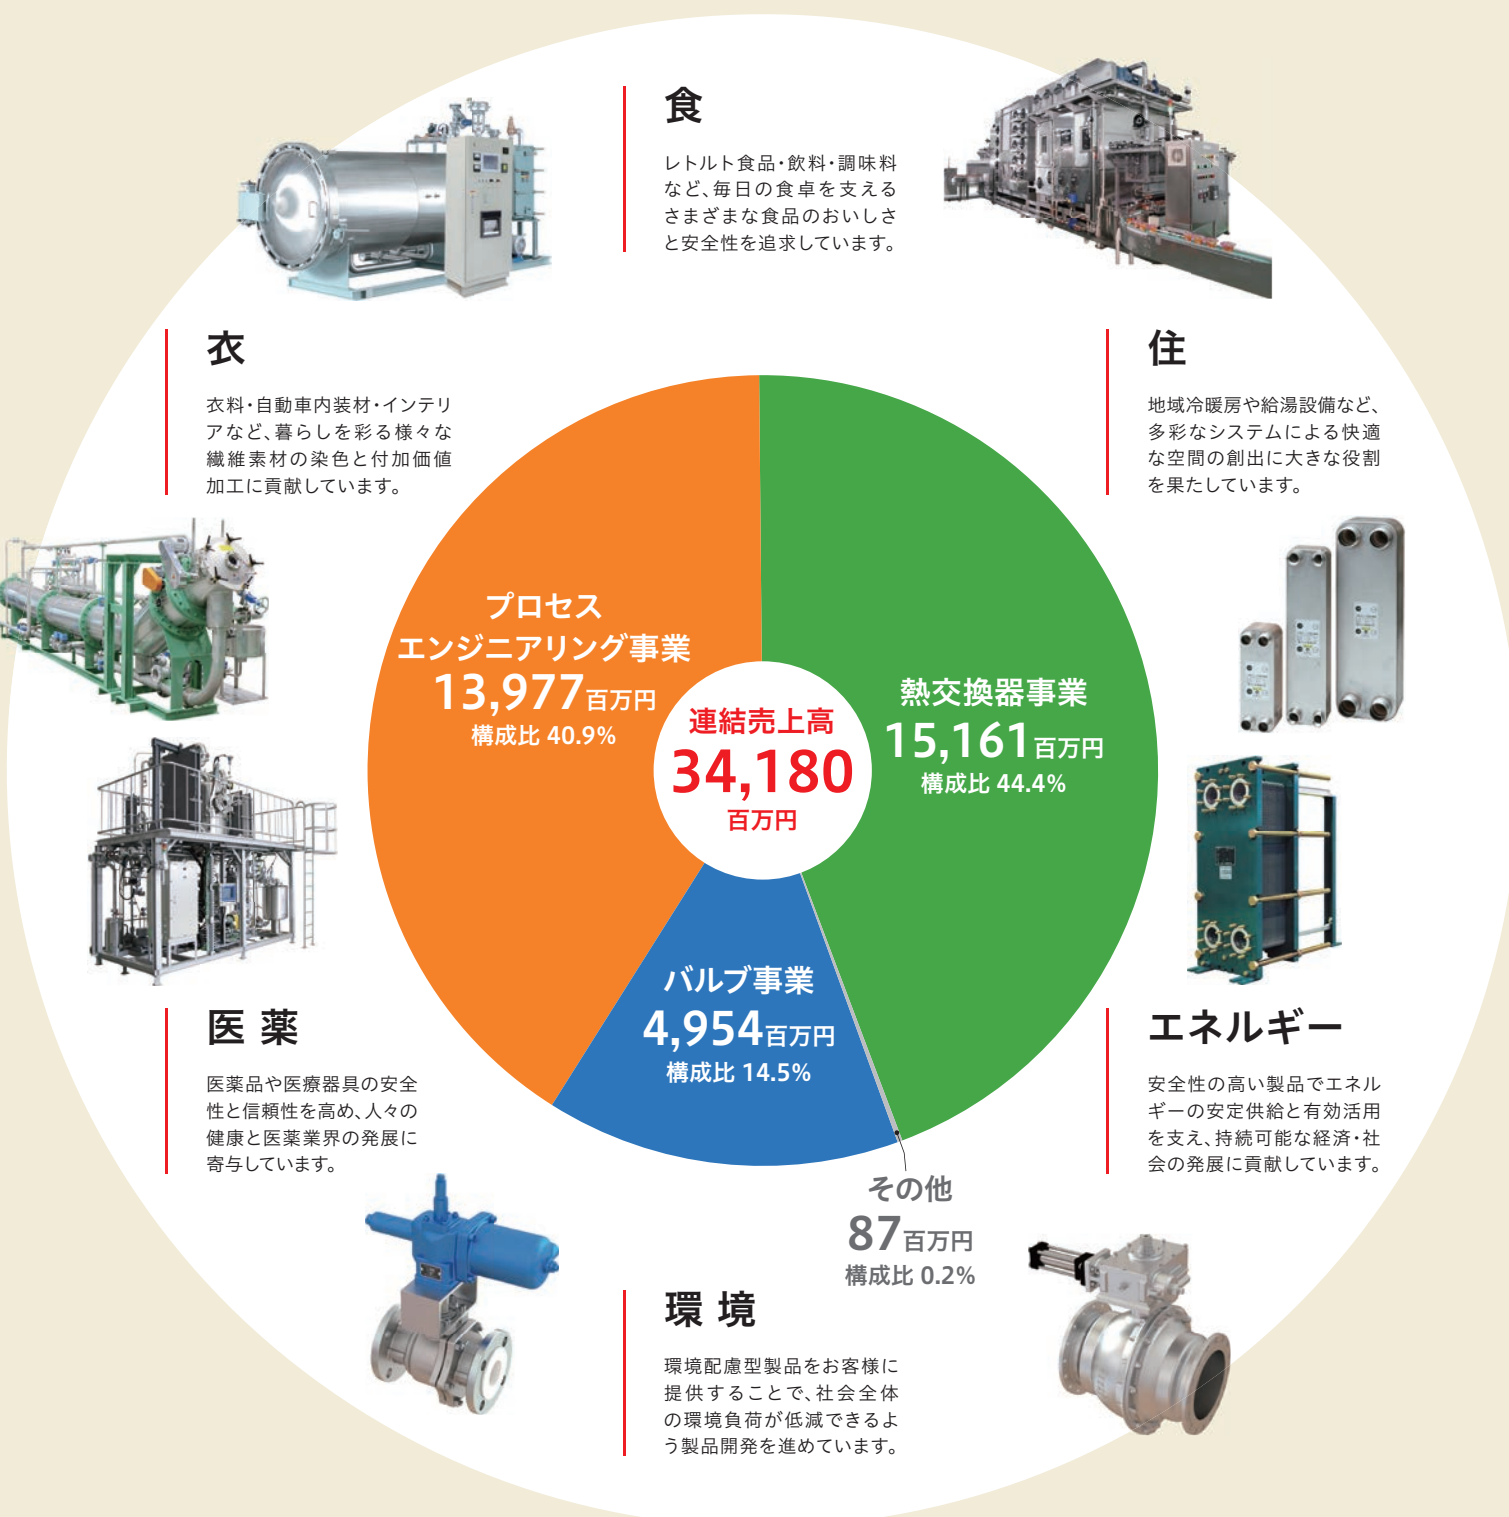 食
レトルト食品・飲料・調味料
など、毎日の食卓を支える
さまざまな食品のおいしさ
と安全性を追求しています。
衣
衣料・自動車内装材・インテリ
アなど、暮らしを彩る様々な
繊維素材の染色と付加価値
加工に貢献しています。
住
地域冷暖房や給湯設備など、
多彩なシステムによる快適
な空間の創出に大きな役割
を果たしています。
プロセス
エンジニアリング事業
13,977百万円
構成比 40.9%
連結売上高
34,180
百万円
熱交換器事業
15,161百万円
構成比 44.4%
バルブ事業
4,954百万円
構成比 14.5%
その他
87百万円
構成比 0.2%
医薬
医薬品や医療器具の安全
性と信頼性を高め、人々の
健康と医薬業界の発展に
寄与しています。
エネルギー
安全性の高い製品でエネル
ギーの安定供給と有効活用
を支え、持続可能な経済・社
会の発展に貢献しています。
環境
環境配慮型製品をお客様に
提供することで、社会全体
の環境負荷が低減できるよ
う製品開発を進めています。